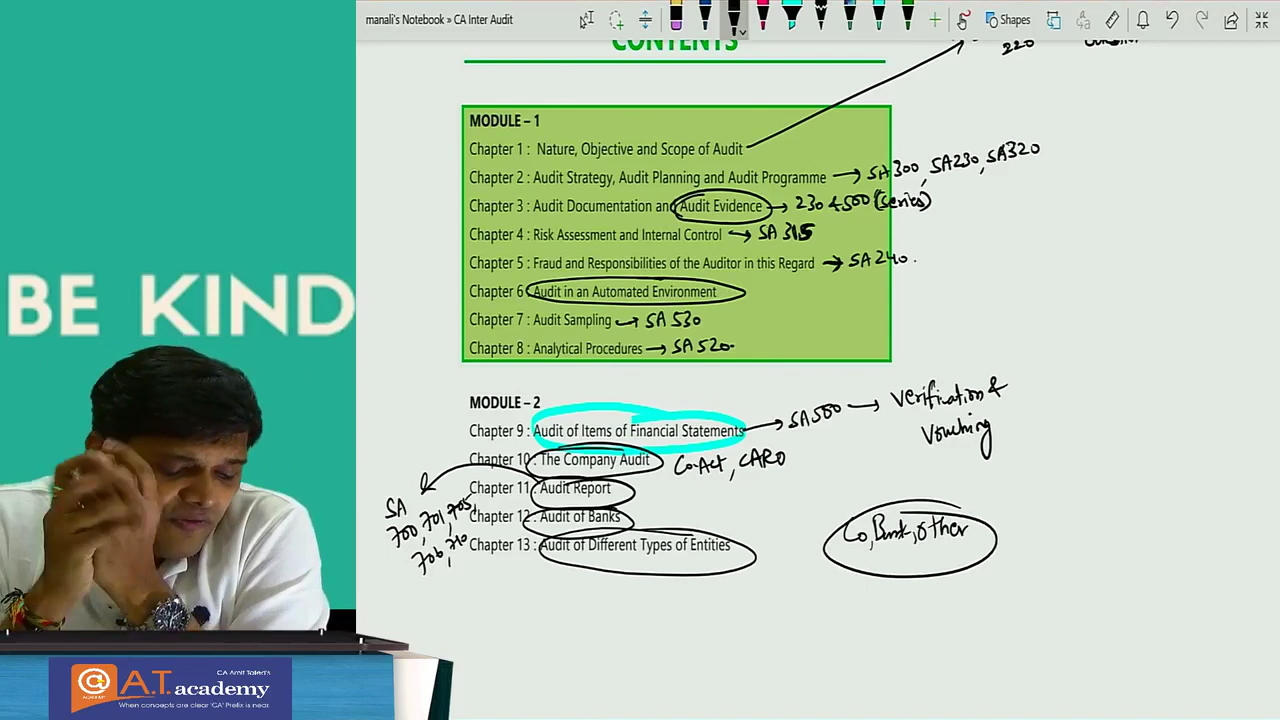 manali's Notebook » CA Inter Audit
Shapes
CONTENTS
220
MODULE – 1
Chapter 1 : Nature, Objective and Scope of Audit
Chapter 2 : Audit Strategy, Audit Planning and Audit Programme → SA 300, SA 230, SA 320
Chapter 3 : Audit Documentation and Audit Evidence → 230 & 500 (series)
Chapter 4 : Risk Assessment and Internal Control → SA 315
Chapter 5 : Fraud and Responsibilities of the Auditor in this Regard → SA 240.
Chapter 6 : Audit in an Automated Environment
Chapter 7 : Audit Sampling → SA 530
Chapter 8 : Analytical Procedures → SA 520
MODULE – 2
Chapter 9 : Audit of Items of Financial Statements → SA 500 → Verification &
Vouching
Chapter 10 : The Company Audit Co. Act, CARO
Chapter 11 : Audit Report
SA
700, 701, 705,
706, 710
Chapter 12 : Audit of Banks
Chapter 13 : Audit of Different Types of Entities
Co, Bank, other
BE KIND
CA Amit Tated's
@ A.T. academy
ACADEMY
When concepts are clear 'CA' Prefix is near.